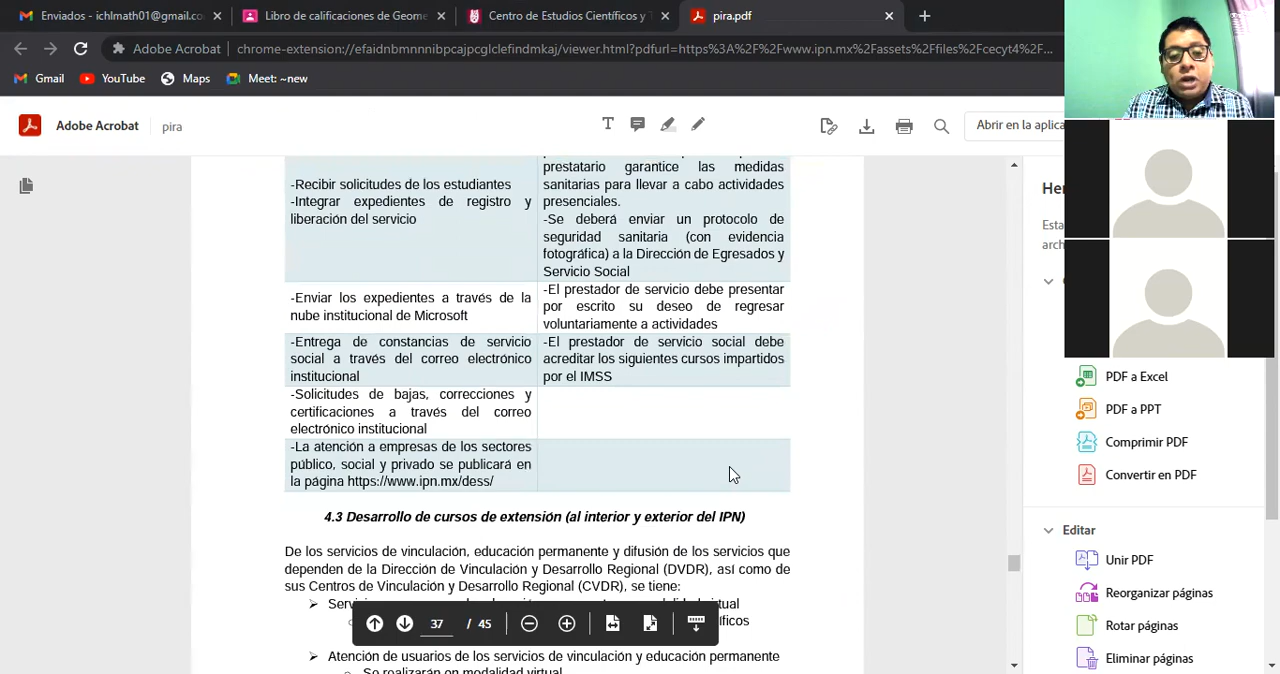 Enviados - ichlmath01@gmail.co
Libro de calificaciones de Geome
Centro de Estudios Científicos y T
pira.pdf
Adobe Acrobat
chrome-extension://efaidnbmnnnibpcajpcglclefindmkaj/viewer.html?pdfurl=https%3A%2F%2Fwww.ipn.mx%2Fassets%2Ffiles%2Fcecyt4%2F...
Gmail
YouTube
Maps
Meet: ~new
Adobe Acrobat
pira
Abrir en la aplica
prestatario garantice las medidas
sanitarias para llevar a cabo actividades
presenciales.
-Se deberá enviar un protocolo de
seguridad sanitaria (con evidencia
fotográfica) a la Dirección de Egresados y
Servicio Social
-Recibir solicitudes de los estudiantes
-Integrar expedientes de registro y
liberación del servicio
-Enviar los expedientes a través de la
nube institucional de Microsoft
-El prestador de servicio debe presentar
por escrito su deseo de regresar
voluntariamente a actividades
-Entrega de constancias de servicio
social a través del correo electrónico
institucional
-El prestador de servicio social debe
acreditar los siguientes cursos impartidos
por el IMSS
-Solicitudes de bajas, correcciones y
certificaciones a través del correo
electrónico institucional
-La atención a empresas de los sectores
público, social y privado se publicará en
la página https://www.ipn.mx/dess/
4.3 Desarrollo de cursos de extensión (al interior y exterior del IPN)
De los servicios de vinculación, educación permanente y difusión de los servicios que
dependen de la Dirección de Vinculación y Desarrollo Regional (DVDR), así como de
sus Centros de Vinculación y Desarrollo Regional (CVDR), se tiene:
37 / 45
Atención de usuarios de los servicios de vinculación y educación permanente
Se realizarán en modalidad virtual
Her
Esta
arch
PDF a Excel
PDF a PPT
Comprimir PDF
Convertir en PDF
Editar
Unir PDF
Reorganizar páginas
Rotar páginas
Eliminar páginas